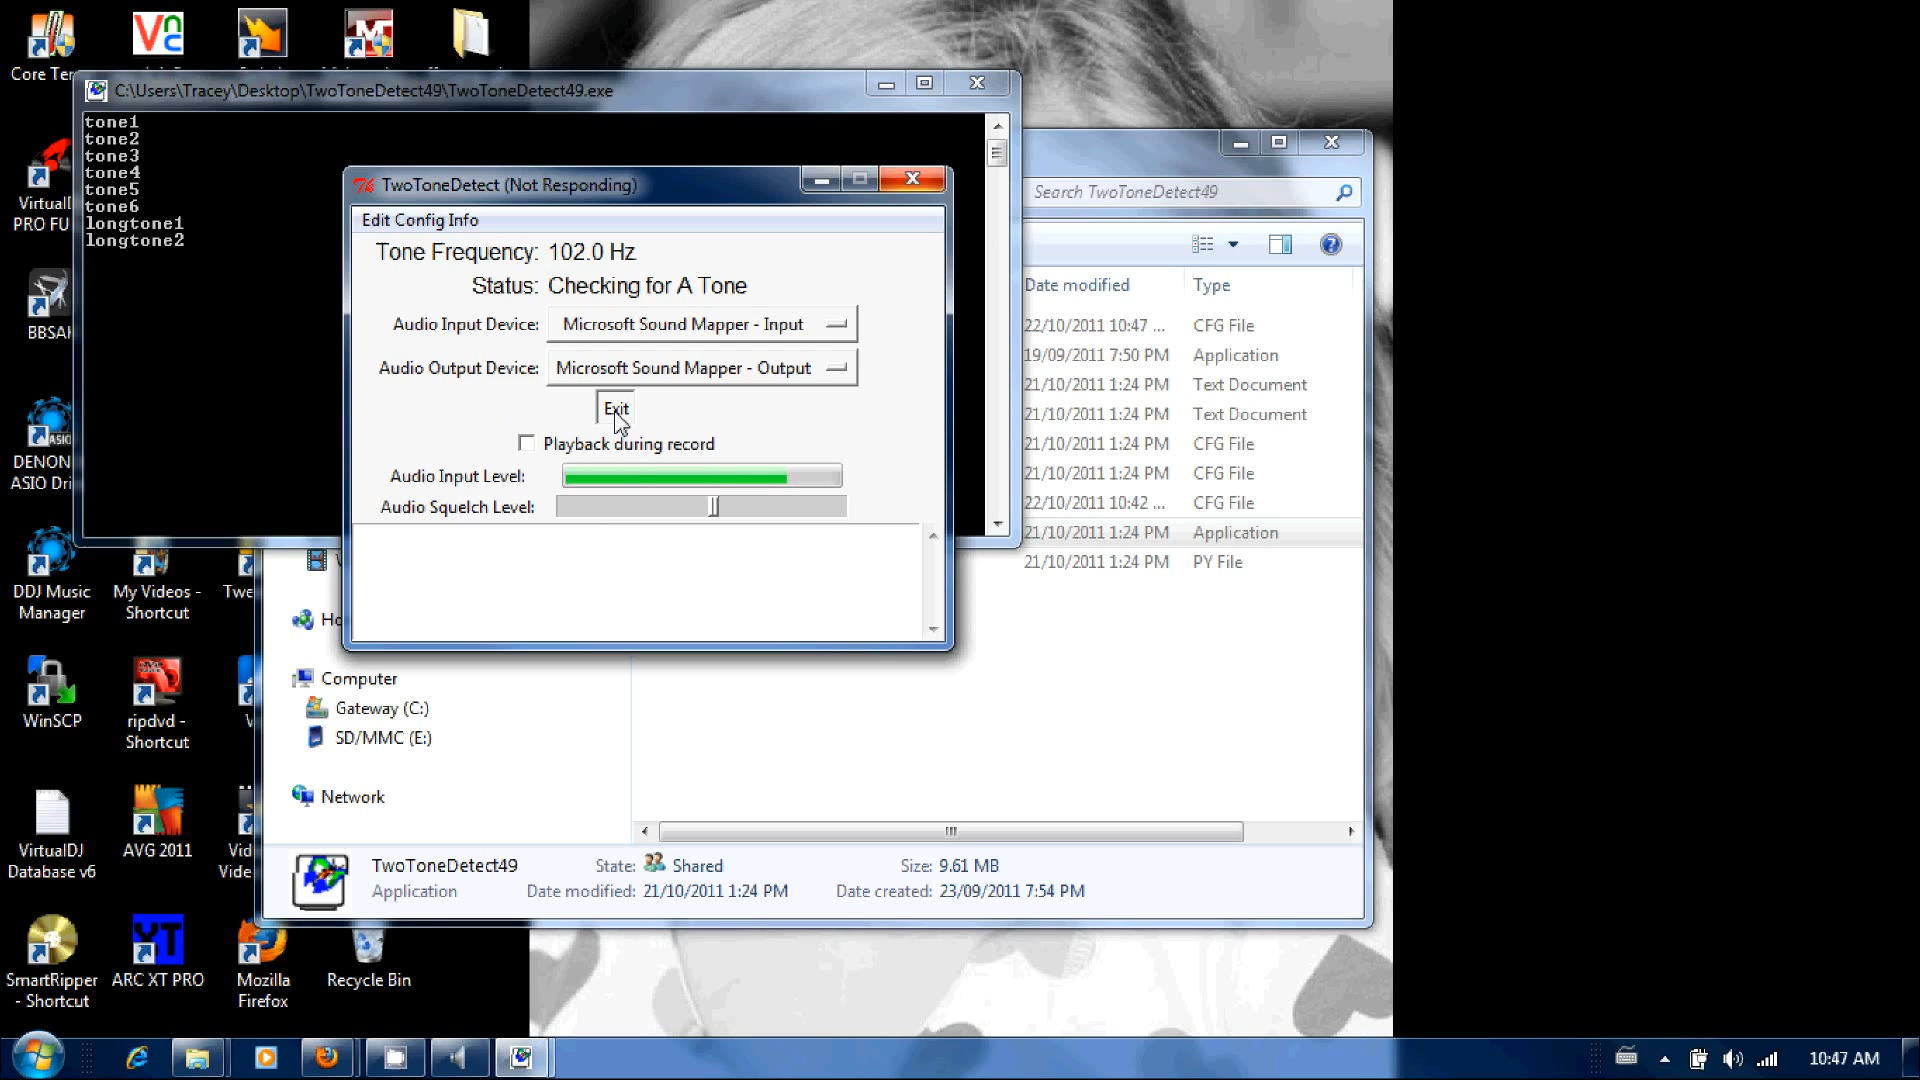 Core Te
C:\Users\Tracey\Desktop\TwoToneDetect49\TwoToneDetect49.exe
tone1
tone2
tone3
tone4
tone5
tone6
longtone1
longtone2
TwoToneDetect (Not Responding)
Edit Config Info
Tone Frequency: 102.0 Hz
Status: Checking for A Tone
Audio Input Device: Microsoft Sound Mapper - Input
Audio Output Device: Microsoft Sound Mapper - Output
Exit
Playback during record
Audio Input Level:
Audio Squelch Level:
Search TwoToneDetect49
Date modified Type
22/10/2011 10:47 ... CFG File
19/09/2011 7:50 PM Application
21/10/2011 1:24 PM Text Document
21/10/2011 1:24 PM Text Document
21/10/2011 1:24 PM CFG File
21/10/2011 1:24 PM CFG File
22/10/2011 10:42 ... CFG File
21/10/2011 1:24 PM Application
21/10/2011 1:24 PM PY File
Ho
Computer
Gateway (C:)
SD/MMC (E:)
Network
TwoToneDetect49 State: Shared Size: 9.61 MB
Application Date modified: 21/10/2011 1:24 PM Date created: 23/09/2011 7:54 PM
Virtual
PRO FU
BBSA
DENON
ASIO Dri
DDJ Music
Manager
My Videos -
Shortcut
Twe
WinSCP
ripdvd -
Shortcut
VirtualDJ
Database v6
AVG 2011
Vid
Vide
SmartRipper
- Shortcut
ARC XT PRO
Mozilla
Firefox
Recycle Bin
10:47 AM